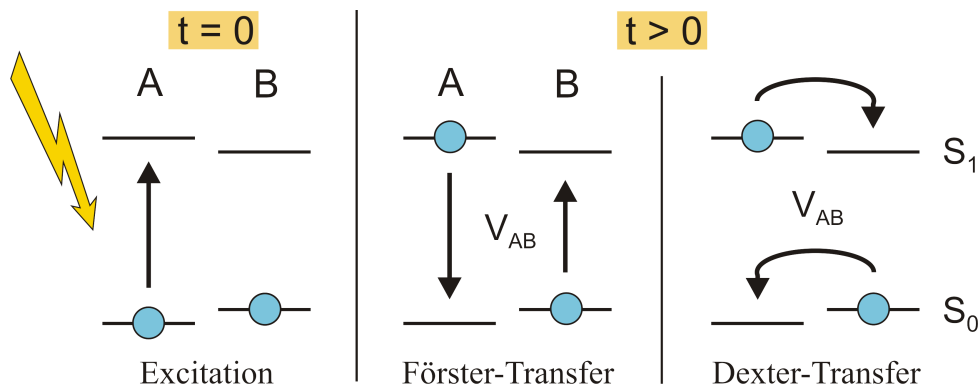 t = 0
t > 0
A B
A B
S1
VAB
VAB
S0
Excitation
Förster-Transfer
Dexter-Transfer